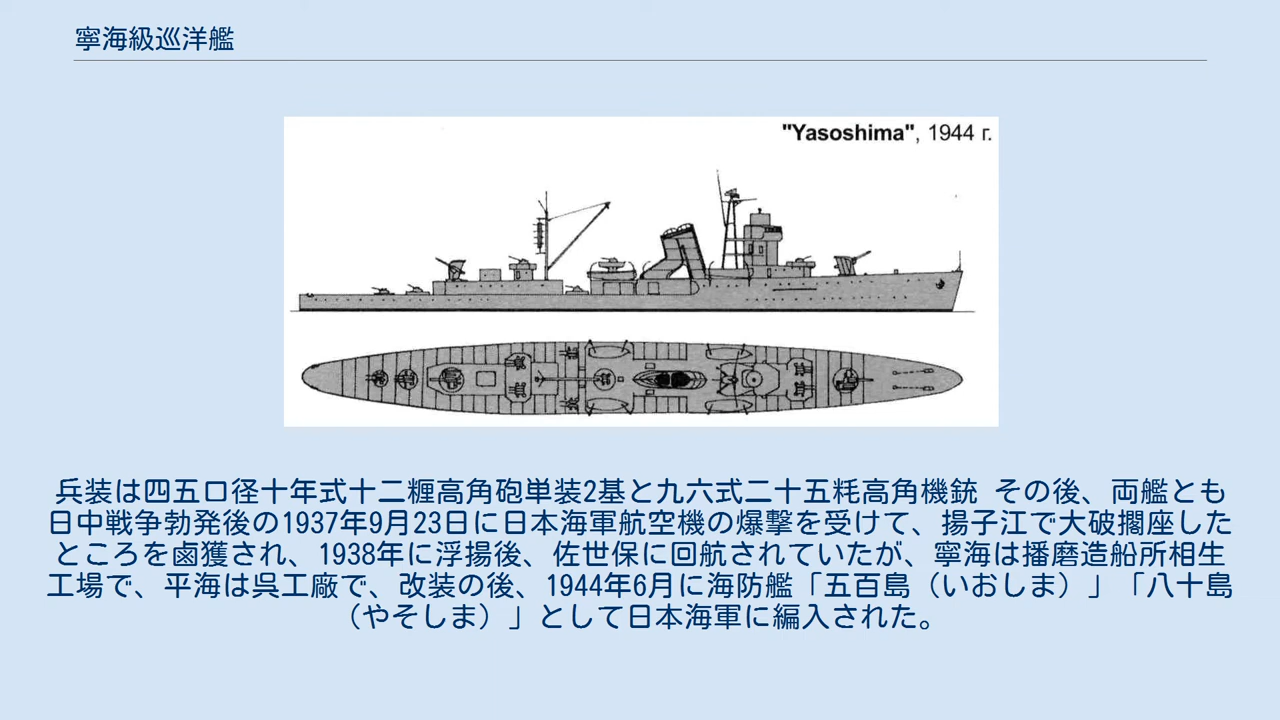 寧海級巡洋艦
"Yasoshima", 1944 г.
兵装は四五口径十年式十二糎高角砲単装2基と九六式二十五粍高角機銃 その後、両艦とも
日中戦争勃発後の1937年9月23日に日本海軍航空機の爆撃を受けて、揚子江で大破擱座した
ところを鹵獲され、1938年に浮揚後、佐世保に回航されていたが、寧海は播磨造船所相生
工場で、平海は呉工廠で、改装の後、1944年6月に海防艦「五百島（いおしま）」「八十島
（やそしま）」として日本海軍に編入された。